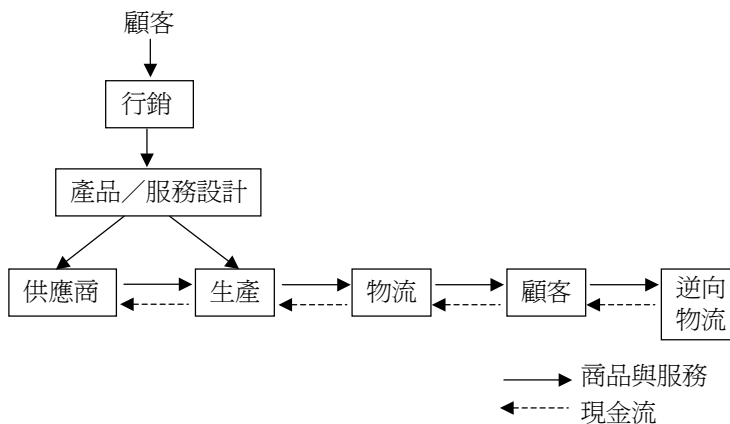 顧客
行銷
產品／服務設計
供應商
生產
物流
顧客
逆向
物流
商品與服務
現金流